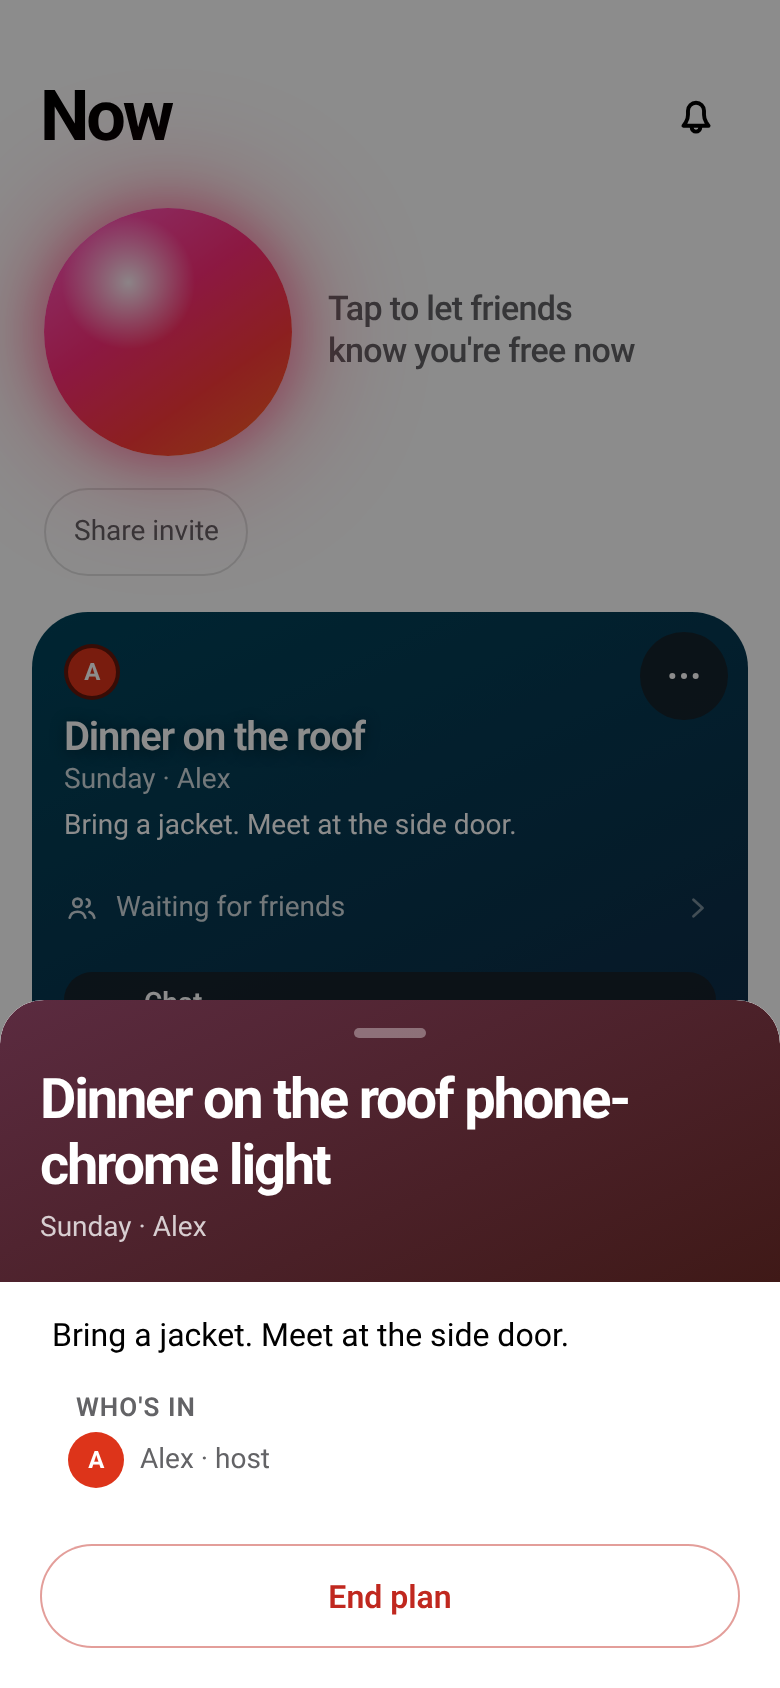 Now
Tap to let friends
know you're free now
Share invite
A
Dinner on the roof
Sunday · Alex
Bring a jacket. Meet at the side door.
Waiting for friends
Chat
Dinner on the roof phone-
chrome light
Sunday · Alex
Bring a jacket. Meet at the side door.
WHO'S IN
A
Alex · host
End plan